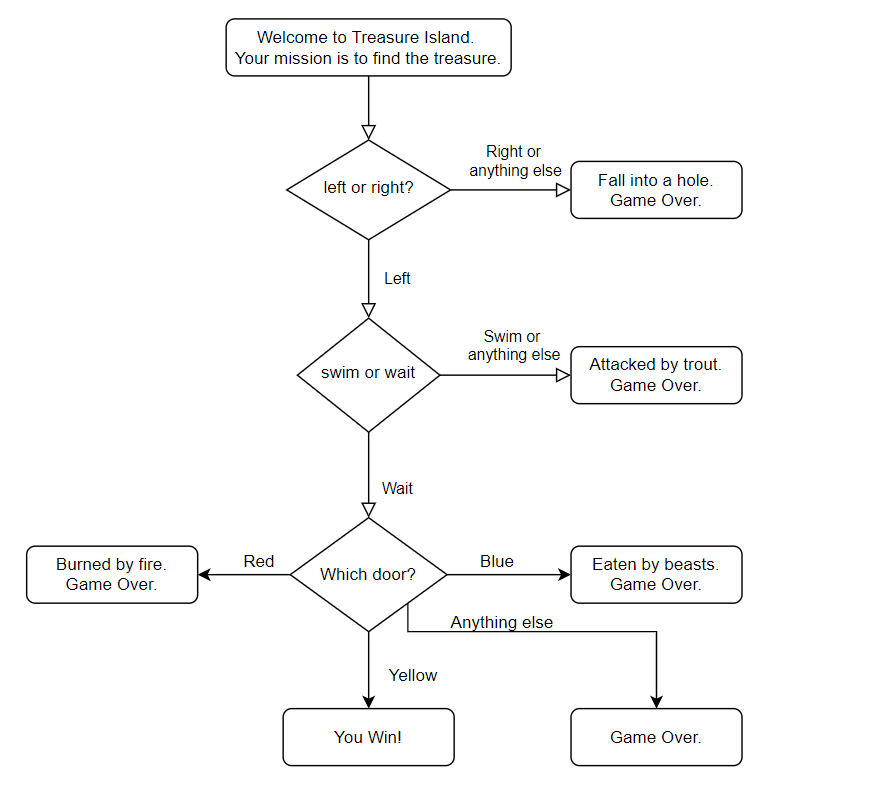 Welcome to Treasure Island.
Your mission is to find the treasure.
left or right?
Right or
anything else
Fall into a hole.
Game Over.
Left
swim or wait
Swim or
anything else
Attacked by trout.
Game Over.
Wait
Which door?
Red
Burned by fire.
Game Over.
Blue
Eaten by beasts.
Game Over.
Anything else
Yellow
You Win!
Game Over.